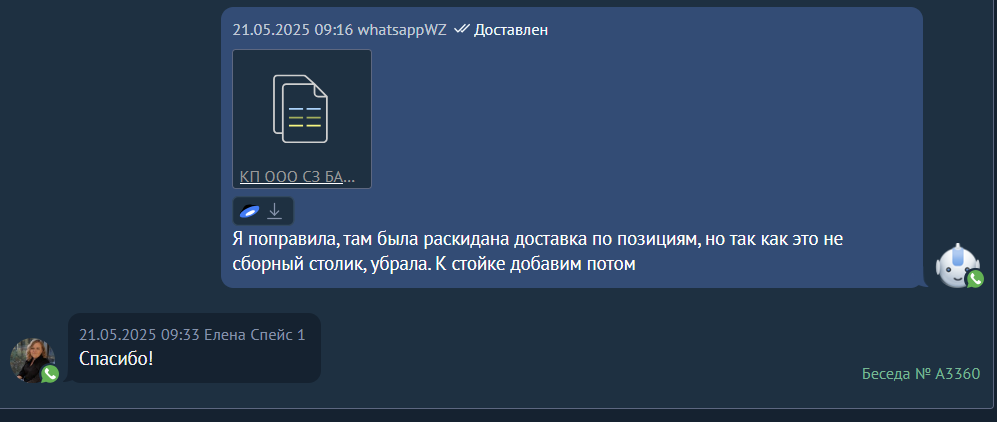 21.05.2025 09:16 whatsappWZ Доставлен
КП ООО СЗ БА...
Я поправила, там была раскидана доставка по позициям, но так как это не
сборный столик, убрала. К стойке добавим потом
21.05.2025 09:33 Елена Спейс 1
Спасибо!
Беседа № A3360